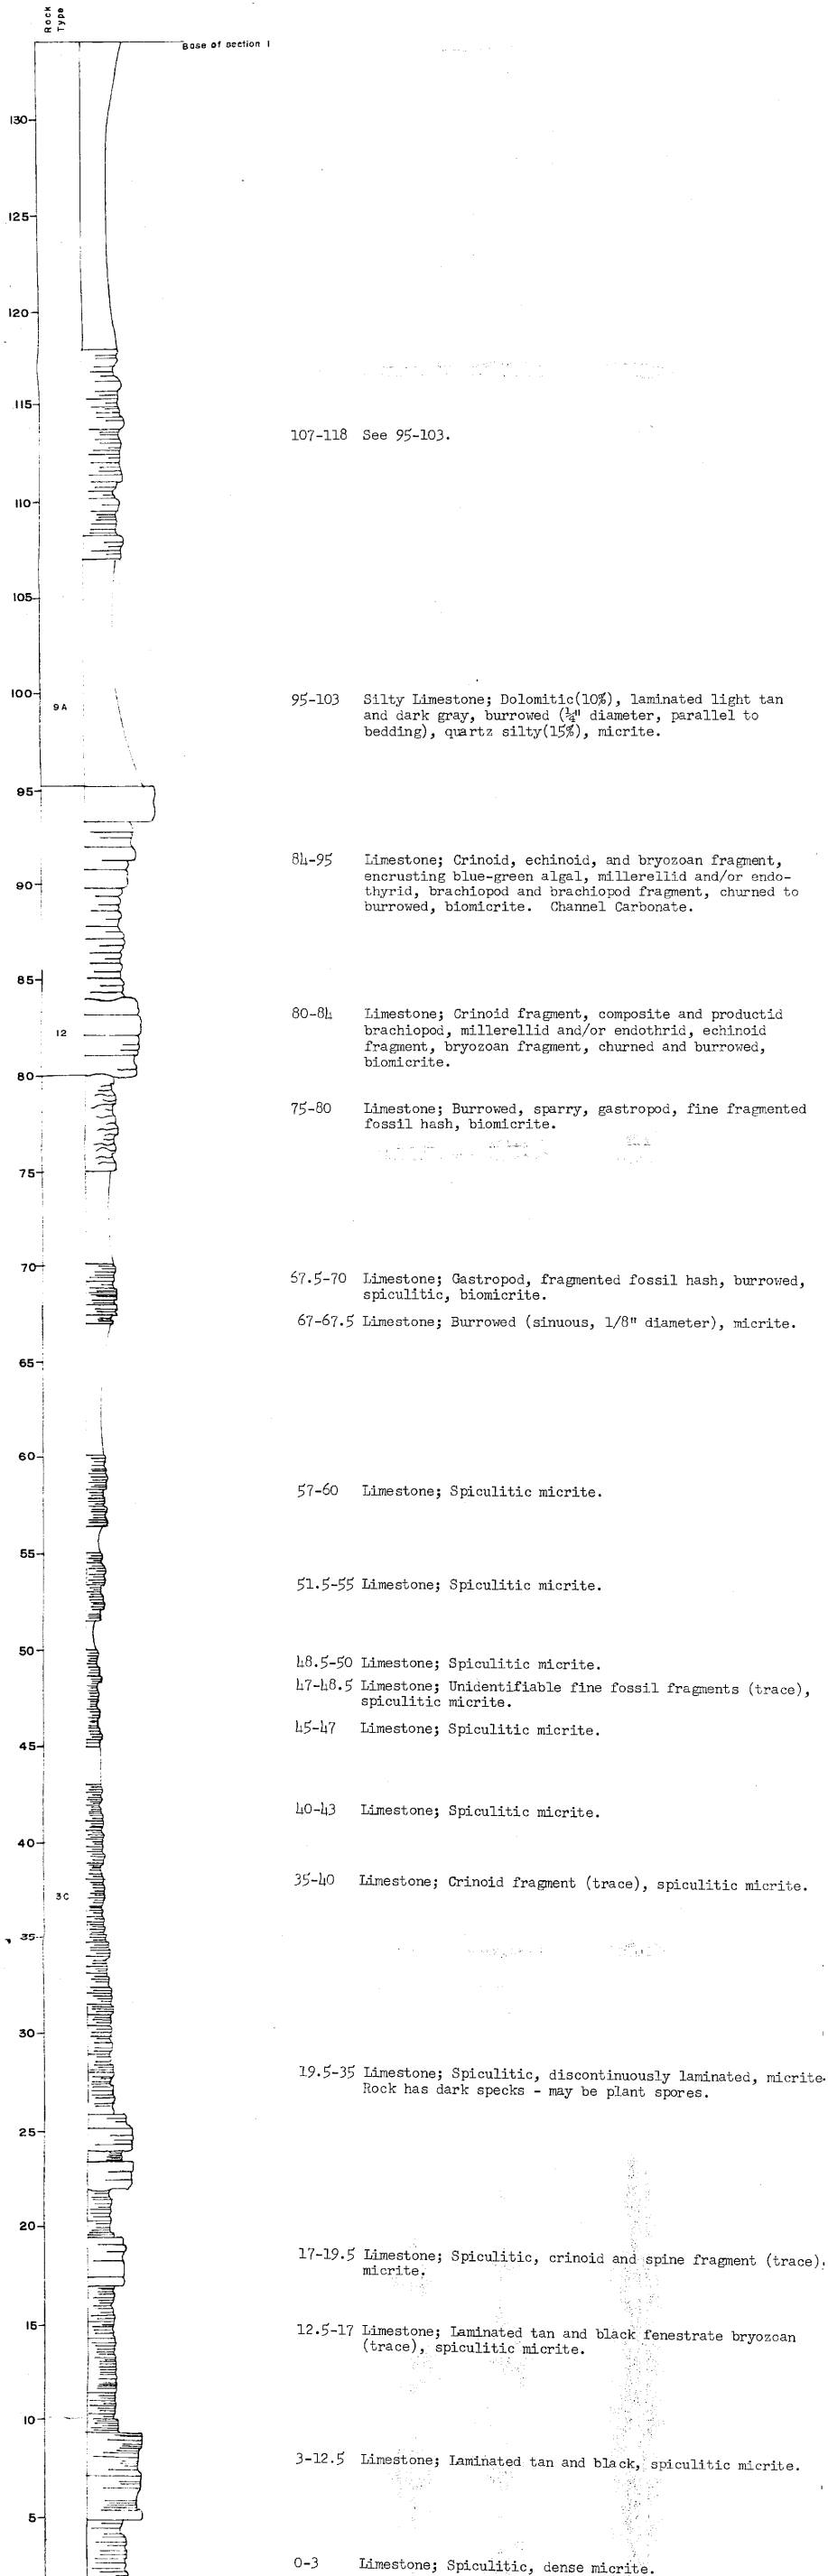 Rock
Type
Base of section 1
130
125
120
115
107-118 See 95-103.
110
105
100
9A
95-103 Silty Limestone; Dolomitic(10%), laminated light tan
and dark gray, burrowed (¼" diameter, parallel to
bedding), quartz silty(15%), micrite.
95
84-95 Limestone; Crinoid, echinoid, and bryozoan fragment,
encrusting blue-green algal, millerellid and/or endo-
thyrid, brachiopod and brachiopod fragment, churned to
burrowed, biomicrite. Channel Carbonate.
90
85
80-84 Limestone; Crinoid fragment, composite and productid
brachiopod, millerellid and/or endothrid, echinoid
fragment, bryozoan fragment, churned and burrowed,
biomicrite.
12
80
75-80 Limestone; Burrowed, sparry, gastropod, fine fragmented
fossil hash, biomicrite.
75
70
67.5-70 Limestone; Gastropod, fragmented fossil hash, burrowed,
spiculitic, biomicrite.
67-67.5 Limestone; Burrowed (sinuous, 1/8" diameter), micrite.
65
60
57-60 Limestone; Spiculitic micrite.
55
51.5-55 Limestone; Spiculitic micrite.
50
48.5-50 Limestone; Spiculitic micrite.
47-48.5 Limestone; Unidentifiable fine fossil fragments (trace),
spiculitic micrite.
45-47 Limestone; Spiculitic micrite.
45
40-43 Limestone; Spiculitic micrite.
40
35-40 Limestone; Crinoid fragment (trace), spiculitic micrite.
3C
35
30
19.5-35 Limestone; Spiculitic, discontinuously laminated, micrite.
Rock has dark specks - may be plant spores.
25
20
17-19.5 Limestone; Spiculitic, crinoid and spine fragment (trace),
micrite.
15
12.5-17 Limestone; Laminated tan and black fenestrate bryozoan
(trace), spiculitic micrite.
10
3-12.5 Limestone; Laminated tan and black, spiculitic micrite.
5
0-3 Limestone; Spiculitic, dense micrite.